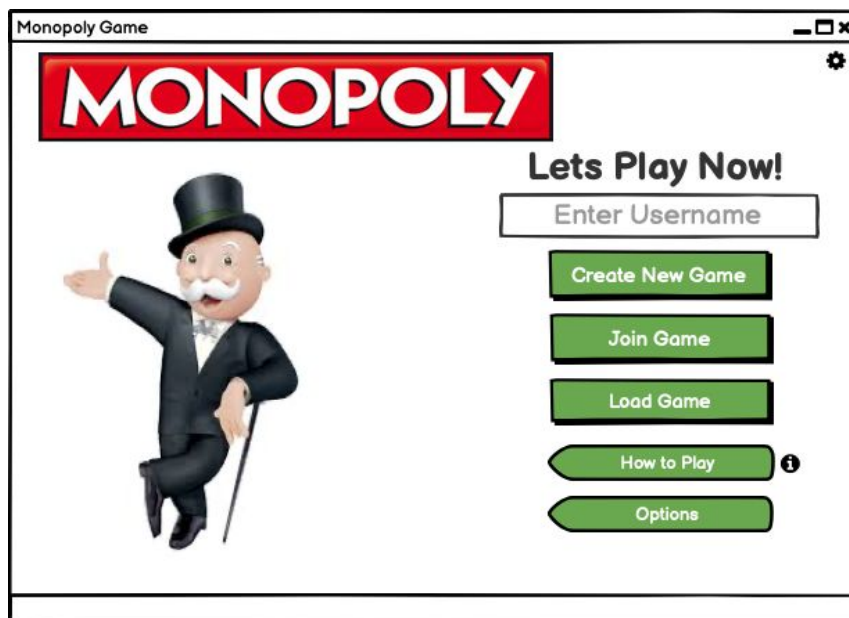 Monopoly Game
MONOPOLY
Lets Play Now!
Enter Username
Create New Game
Join Game
Load Game
How to Play
Options